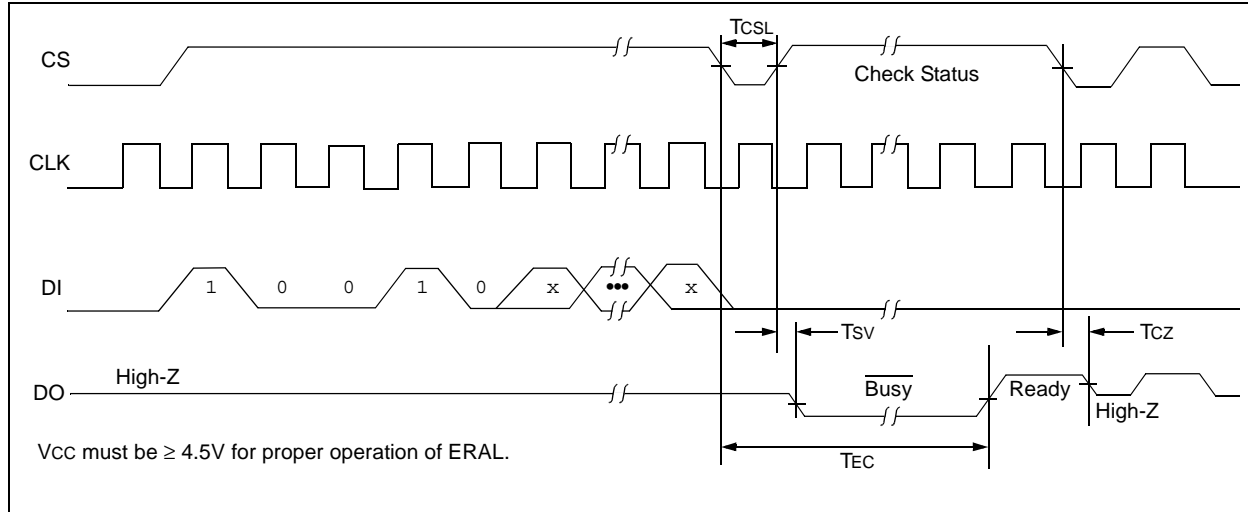 TCSL
CS
Check Status
CLK
DI
1 0 0 1 0 x ••• x
TSV
TCZ
High-Z
Busy
Ready
DO
High-Z
VCC must be ≥ 4.5V for proper operation of ERAL.
TEC